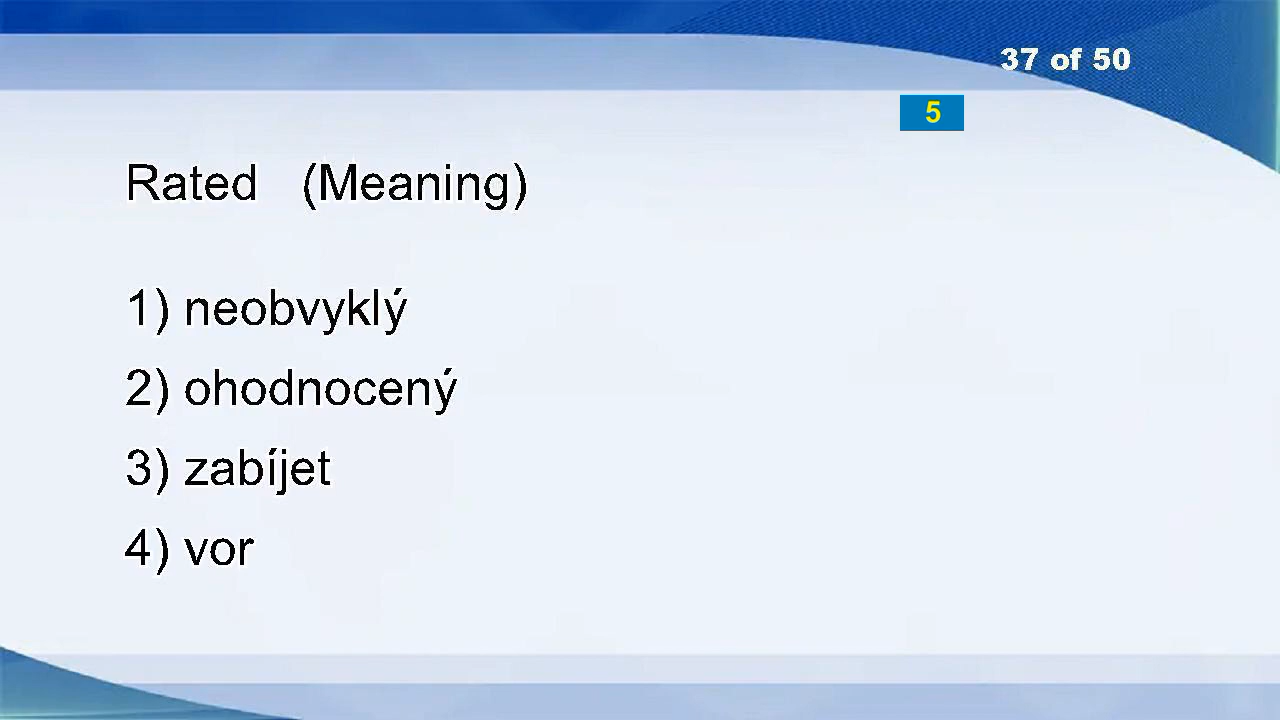 37 of 50
5
Rated (Meaning)
1) neobvyklý
2) ohodnocený
3) zabíjet
4) vor